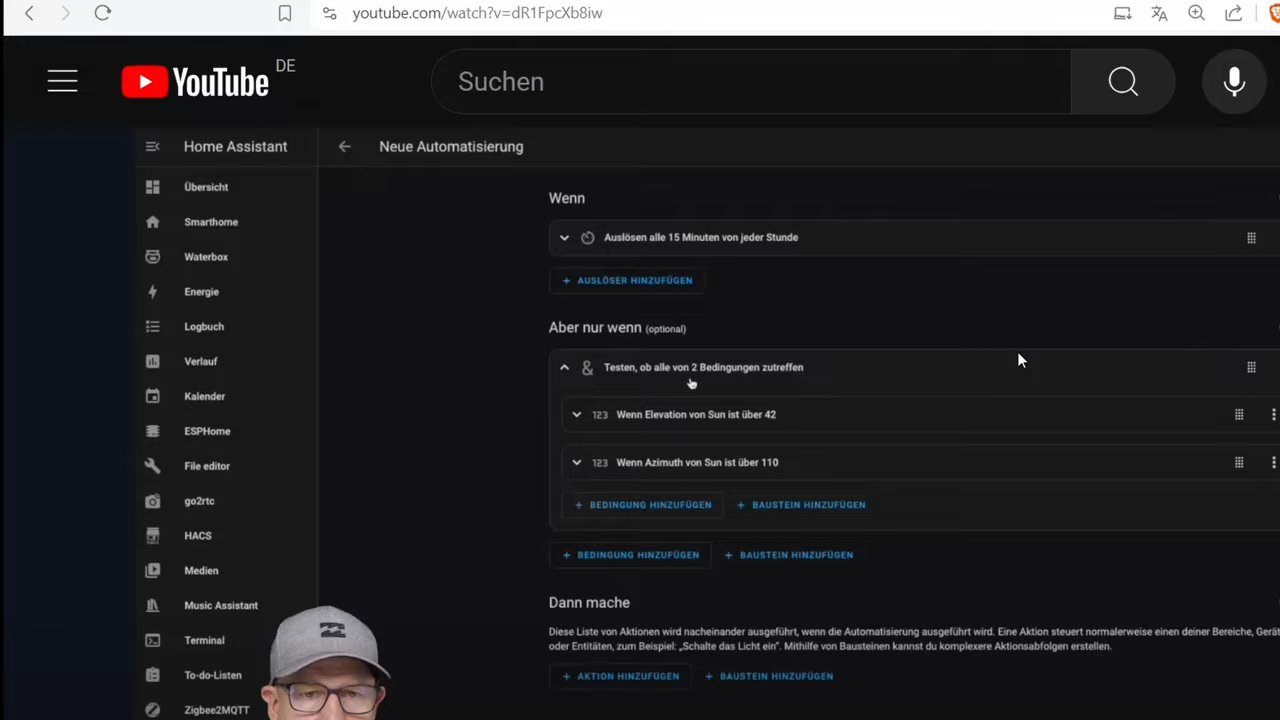 youtube.com/watch?v=dR1FpcXb8iw
YouTube DE
Suchen
Home Assistant
Neue Automatisierung
Übersicht
Smarthome
Waterbox
Energie
Logbuch
Verlauf
Kalender
ESPHome
File editor
go2rtc
HACS
Medien
Music Assistant
Terminal
To-do-Listen
Zigbee2MQTT
Wenn
Auslösen alle 15 Minuten von jeder Stunde
+ AUSLÖSER HINZUFÜGEN
Aber nur wenn (optional)
& Testen, ob alle von 2 Bedingungen zutreffen
123 Wenn Elevation von Sun ist über 42
123 Wenn Azimuth von Sun ist über 110
+ BEDINGUNG HINZUFÜGEN + BAUSTEIN HINZUFÜGEN
+ BEDINGUNG HINZUFÜGEN + BAUSTEIN HINZUFÜGEN
Dann mache
Diese Liste von Aktionen wird nacheinander ausgeführt, wenn die Automatisierung ausgeführt wird. Eine Aktion steuert normalerweise einen deiner Bereiche, Gerät
oder Entitäten, zum Beispiel: „Schalte das Licht ein". Mithilfe von Bausteinen kannst du komplexere Aktionsabfolgen erstellen.
+ AKTION HINZUFÜGEN + BAUSTEIN HINZUFÜGEN